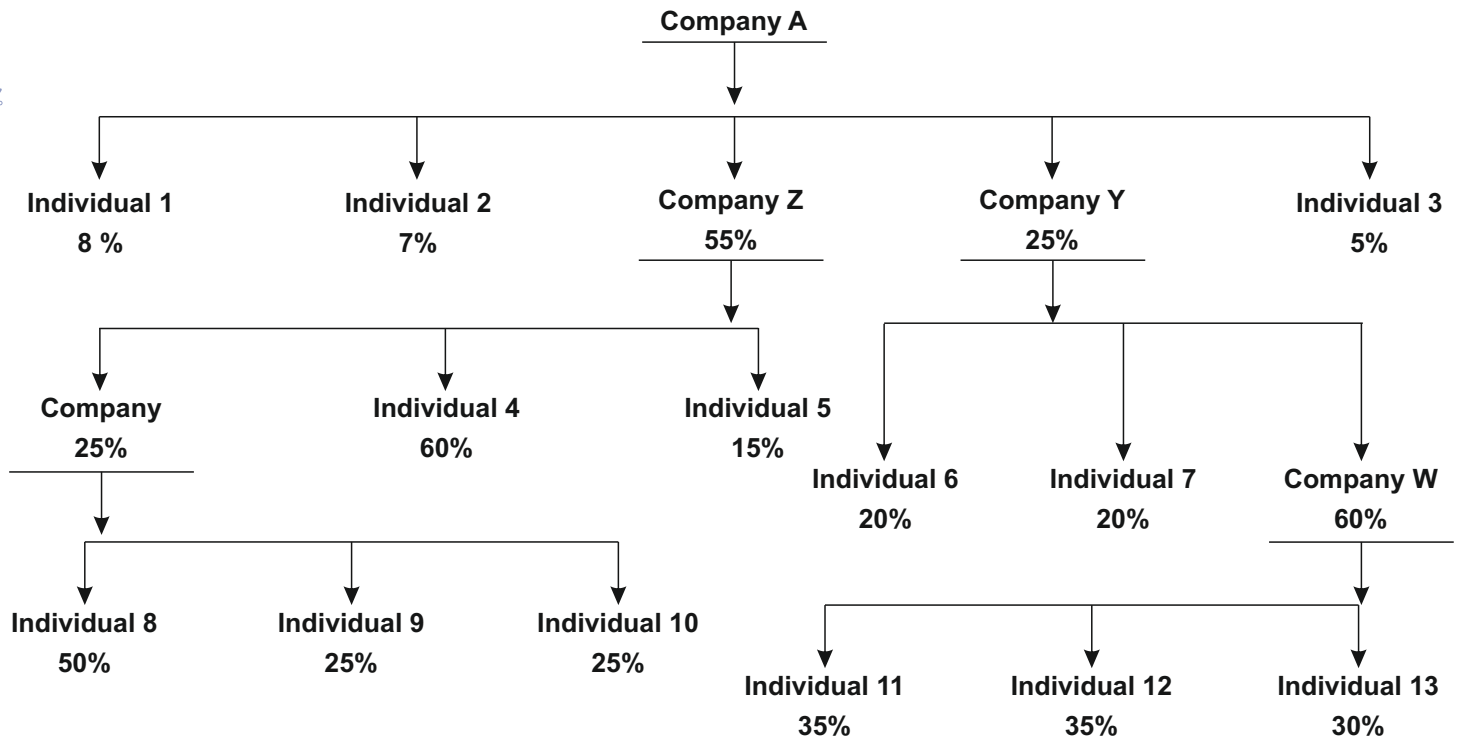 Company A
Individual 1
8 %
Individual 2
7%
Company Z
55%
Company Y
25%
Individual 3
5%
Company
25%
Individual 4
60%
Individual 5
15%
Individual 6
20%
Individual 7
20%
Company W
60%
Individual 8
50%
Individual 9
25%
Individual 10
25%
Individual 11
35%
Individual 12
35%
Individual 13
30%